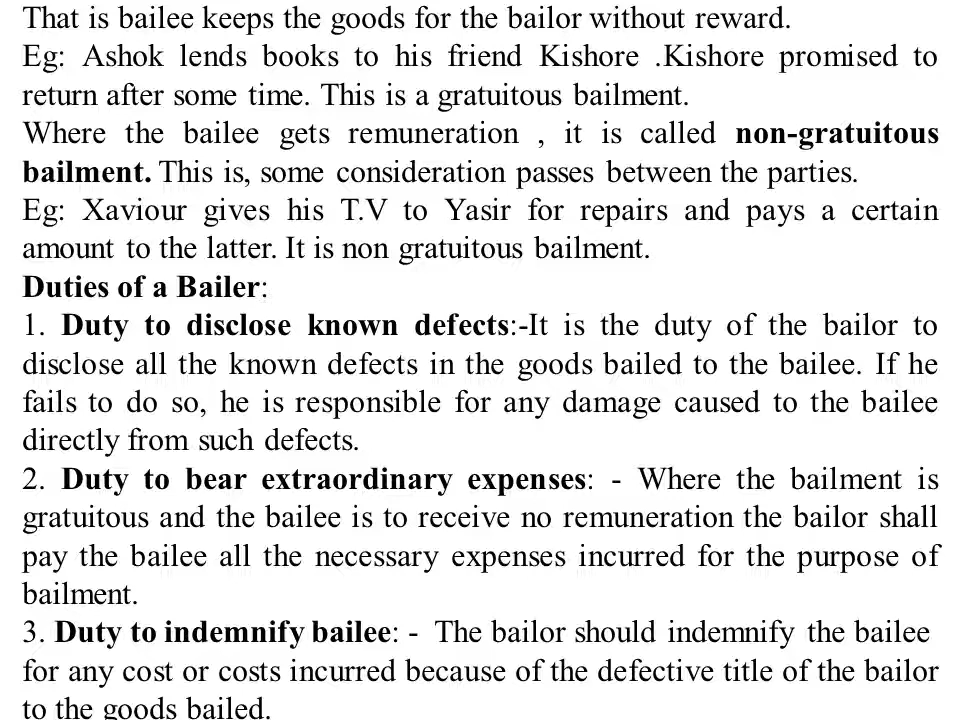 That is bailee keeps the goods for the bailor without reward.
Eg: Ashok lends books to his friend Kishore .Kishore promised to
return after some time. This is a gratuitous bailment.
Where the bailee gets remuneration , it is called non-gratuitous
bailment. This is, some consideration passes between the parties.
Eg: Xaviour gives his T.V to Yasir for repairs and pays a certain
amount to the latter. It is non gratuitous bailment.
Duties of a Bailer:
1. Duty to disclose known defects:-It is the duty of the bailor to
disclose all the known defects in the goods bailed to the bailee. If he
fails to do so, he is responsible for any damage caused to the bailee
directly from such defects.
2. Duty to bear extraordinary expenses: - Where the bailment is
gratuitous and the bailee is to receive no remuneration the bailor shall
pay the bailee all the necessary expenses incurred for the purpose of
bailment.
3. Duty to indemnify bailee: - The bailor should indemnify the bailee
for any cost or costs incurred because of the defective title of the bailor
to the goods bailed.